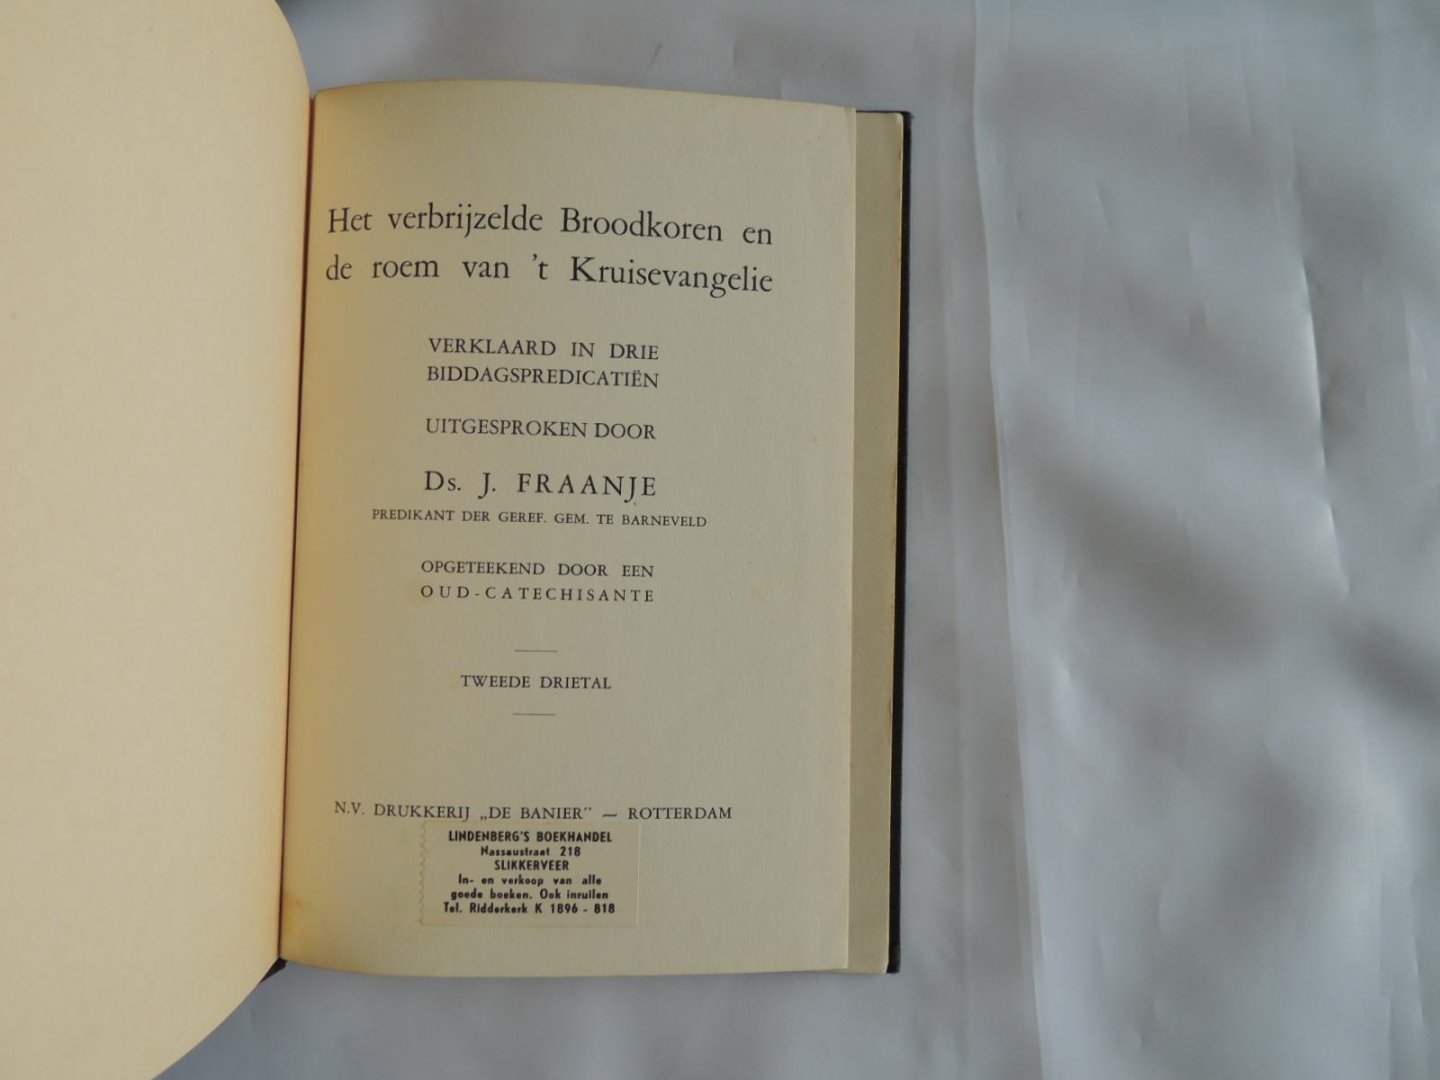 Het verbrijzelde Broodkoren en
de roem van 't Kruisevangelie
VERKLAARD IN DRIE
BIDDAGSPREDICATIËN
UITGESPROKEN DOOR
Ds. J. FRAANJE
PREDIKANT DER GEREF. GEM. TE BARNEVELD
OPGETEEKEND DOOR EEN
OUD-CATECHISANTE
TWEEDE DRIETAL
N.V. DRUKKERIJ „DE BANIER” — ROTTERDAM
LINDENBERG'S BOEKHANDEL
Nassaustraat 218
SLIKKERVEER
In- en verkoop van alle
goede boeken. Ook inruilen
Tel. Ridderkerk K 1896 - 818